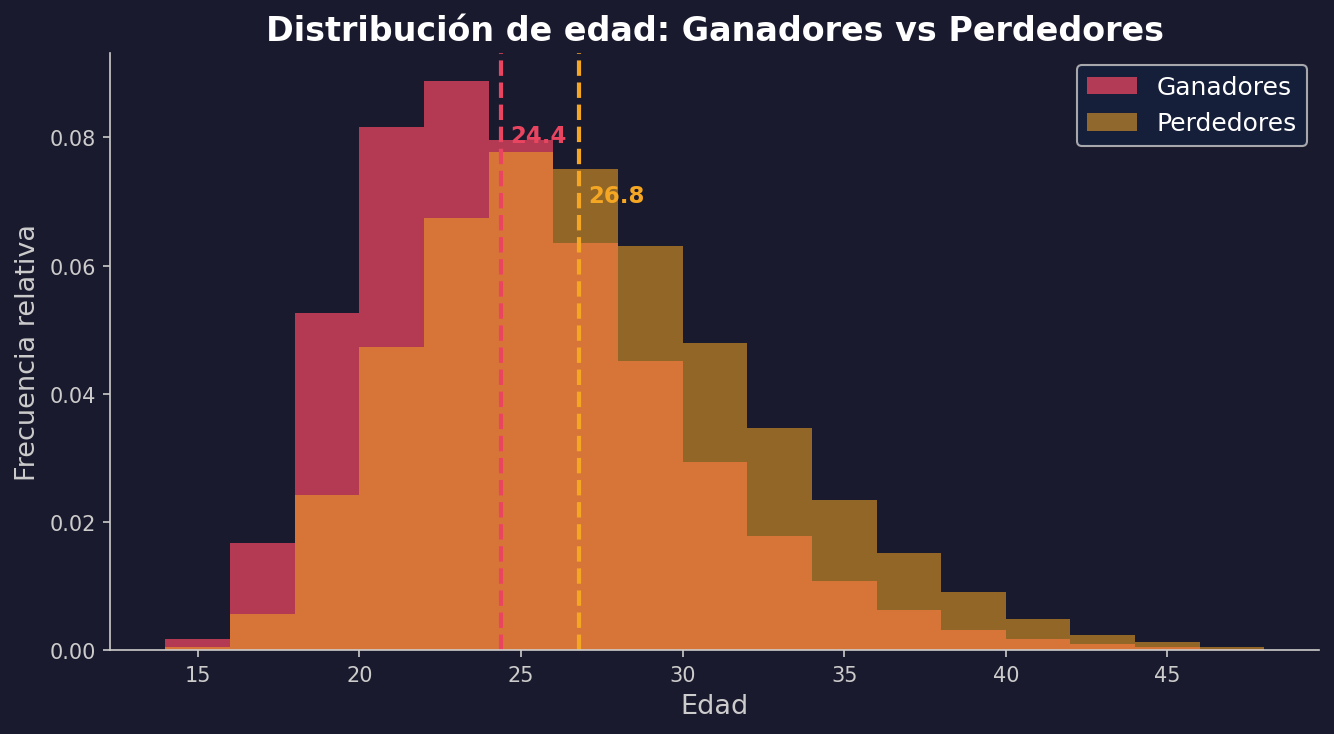 Distribución de edad: Ganadores vs Perdedores
Ganadores
Perdedores
24.4
26.8
Frecuencia relativa
0.08
0.06
0.04
0.02
0.00
15
20
25
30
35
40
45
Edad